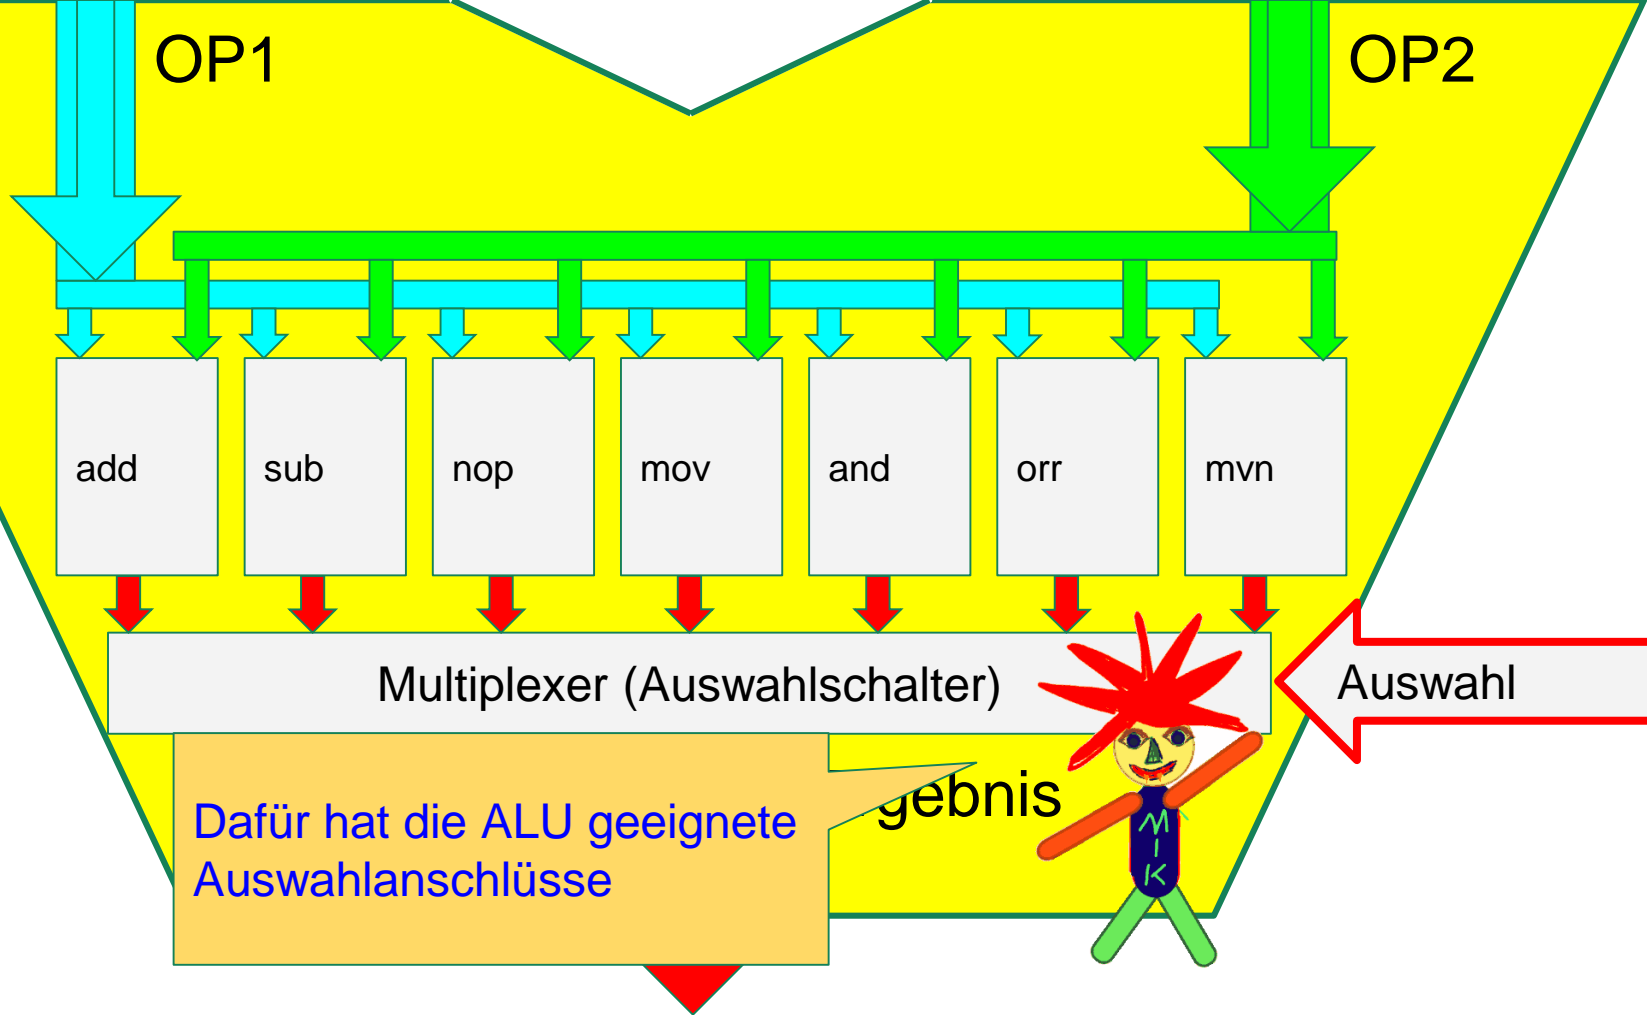 OP1
OP2
add
sub
nop
mov
and
orr
mvn
Multiplexer (Auswahlschalter)
Auswahl
gebnis
Dafür hat die ALU geeignete
Auswahlanschlüsse
MIK